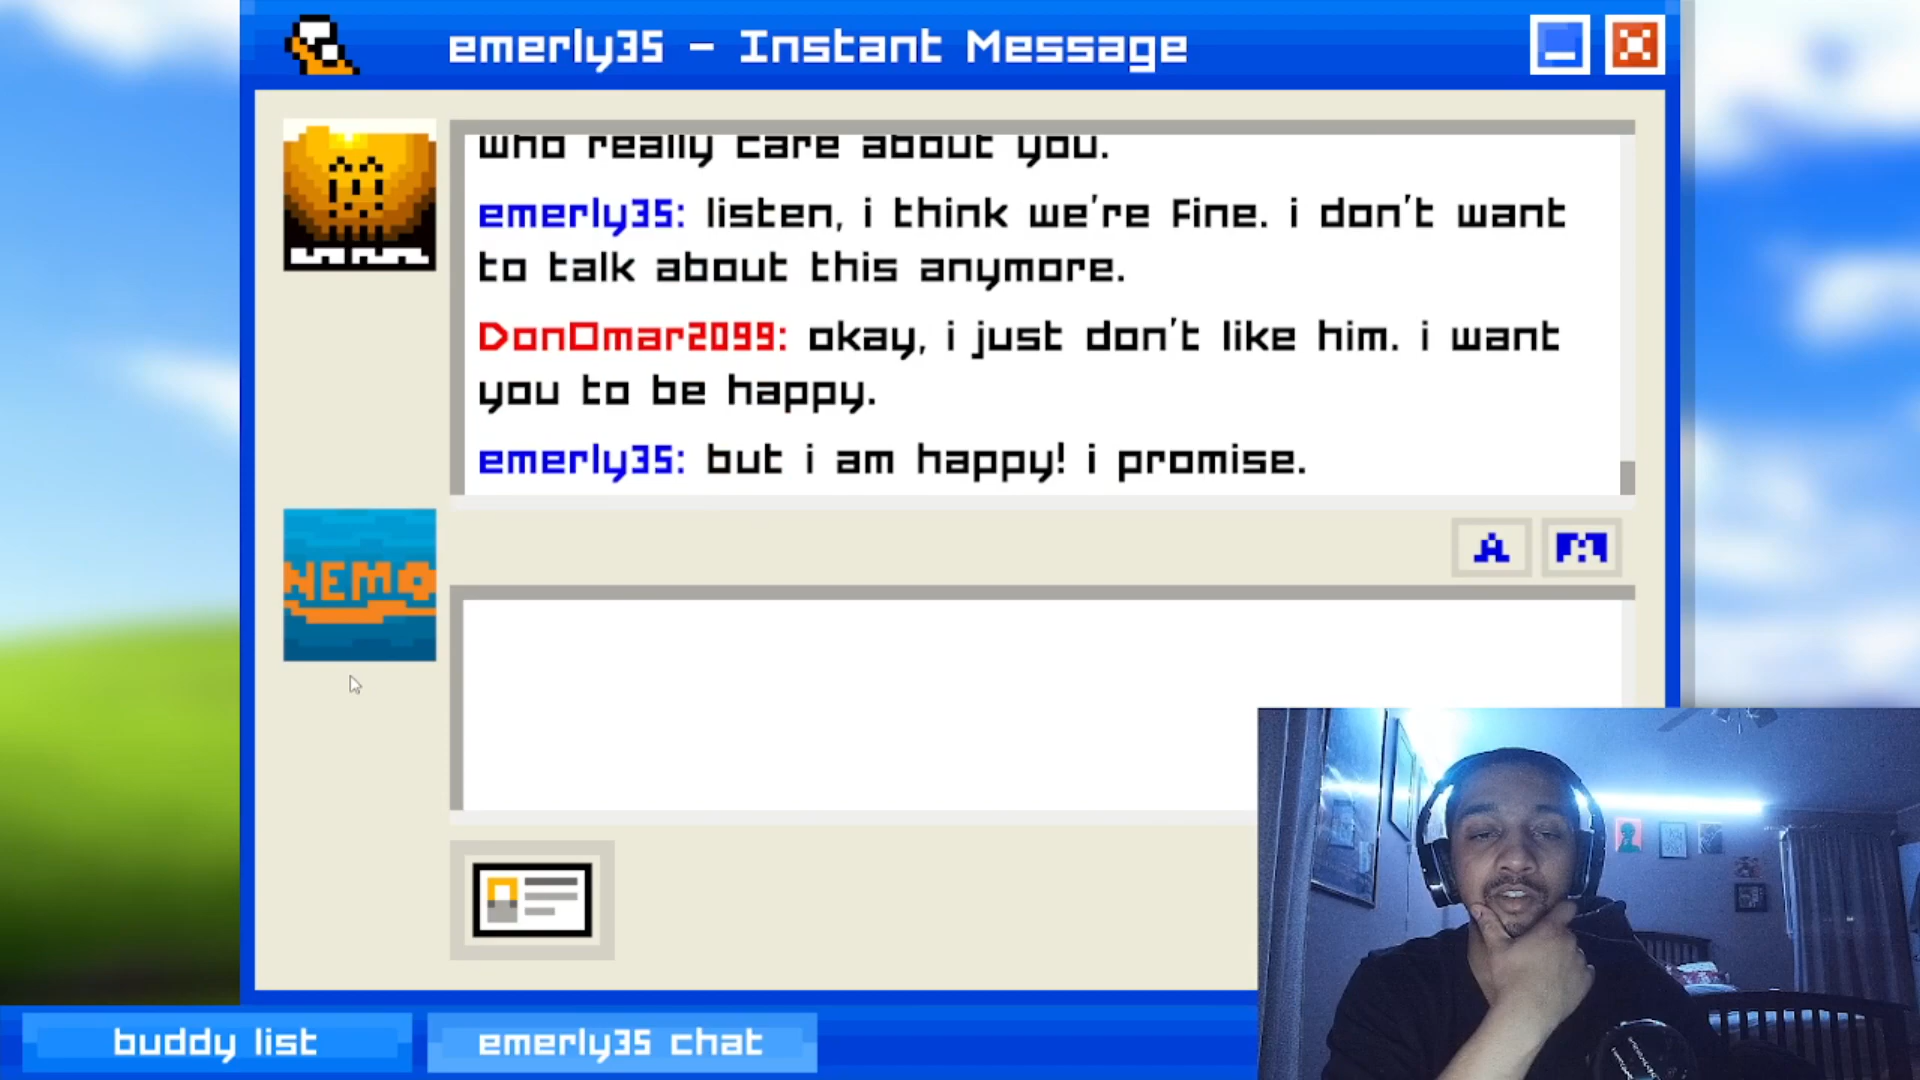 emerly35 - Instant Message
who really care about you.
emerly35: listen, i think we're fine. i don't want
to talk about this anymore.
DonOmar2099: okay, i just don't like him. i want
you to be happy.
emerly35: but i am happy! i promise.
A
NEMO
buddy list
emerly35 chat